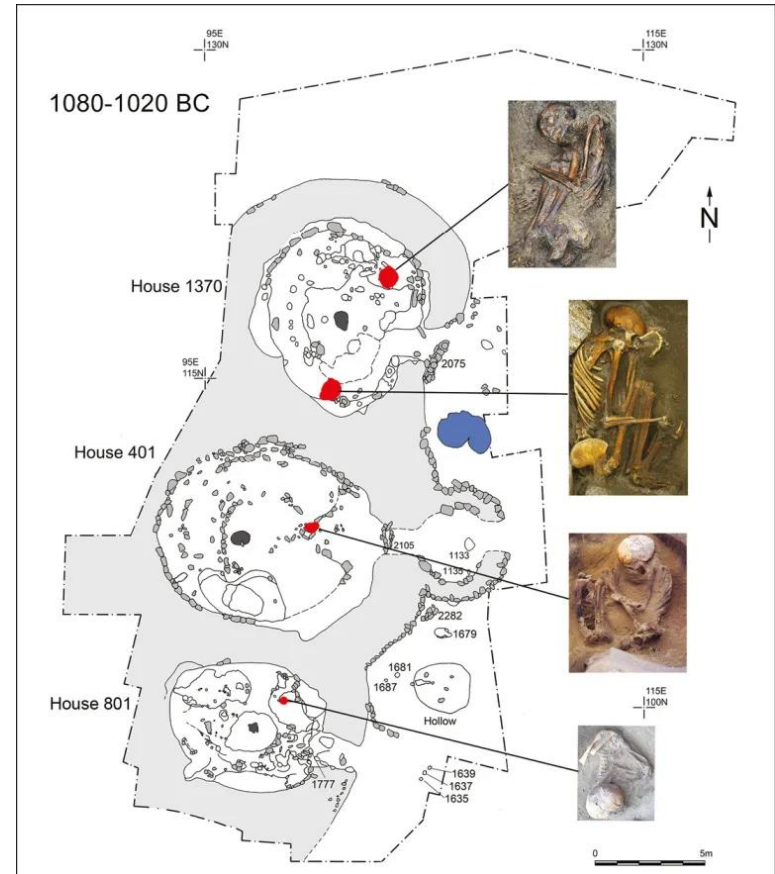 95E
130N
115E
130N
1080-1020 BC
N
House 1370
2075
95E
115N
House 401
2105
1133
1135
2282
1679
1681
1687
Hollow
115E
100N
House 801
1777
1639
1637
1635
0
5m